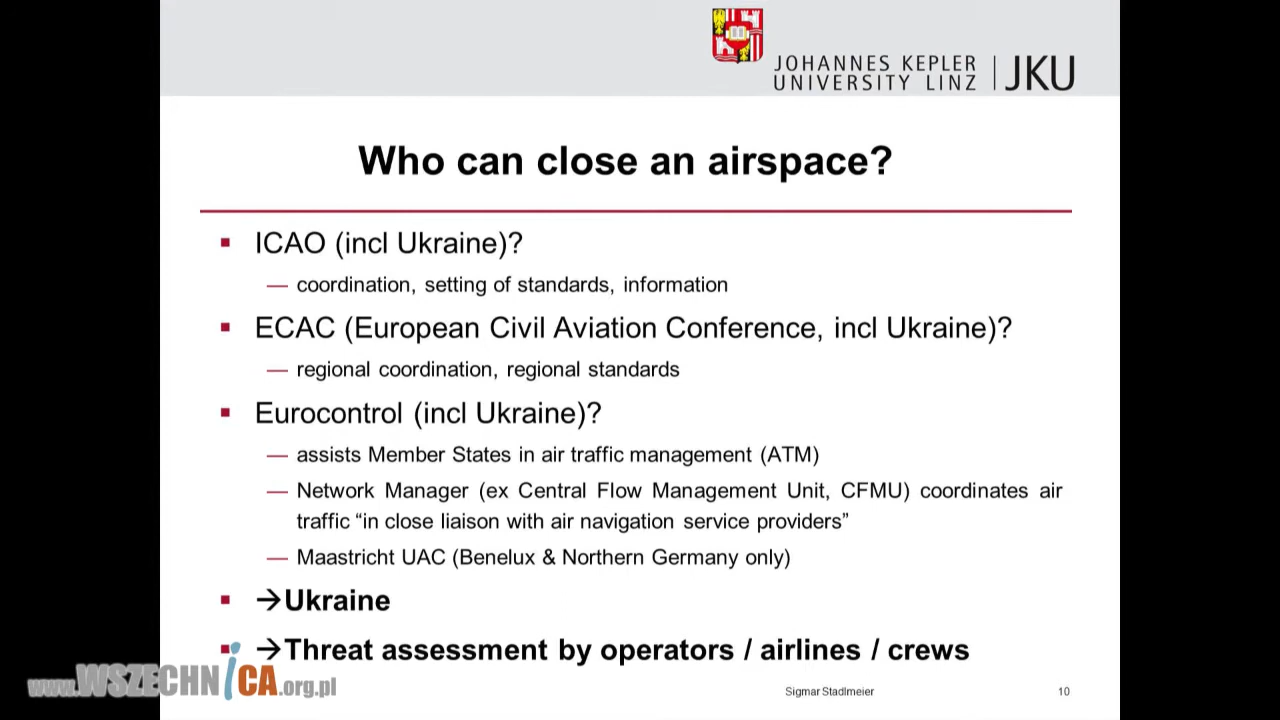 JOHANNES KEPLER
UNIVERSITY LINZ | JKU
Who can close an airspace?
ICAO (incl Ukraine)?
— coordination, setting of standards, information
ECAC (European Civil Aviation Conference, incl Ukraine)?
— regional coordination, regional standards
Eurocontrol (incl Ukraine)?
— assists Member States in air traffic management (ATM)
— Network Manager (ex Central Flow Management Unit, CFMU) coordinates air
traffic “in close liaison with air navigation service providers”
— Maastricht UAC (Benelux & Northern Germany only)
→Ukraine
→Threat assessment by operators / airlines / crews
www.WSZECHNICA.org.pl
Sigmar Stadlmeier
10